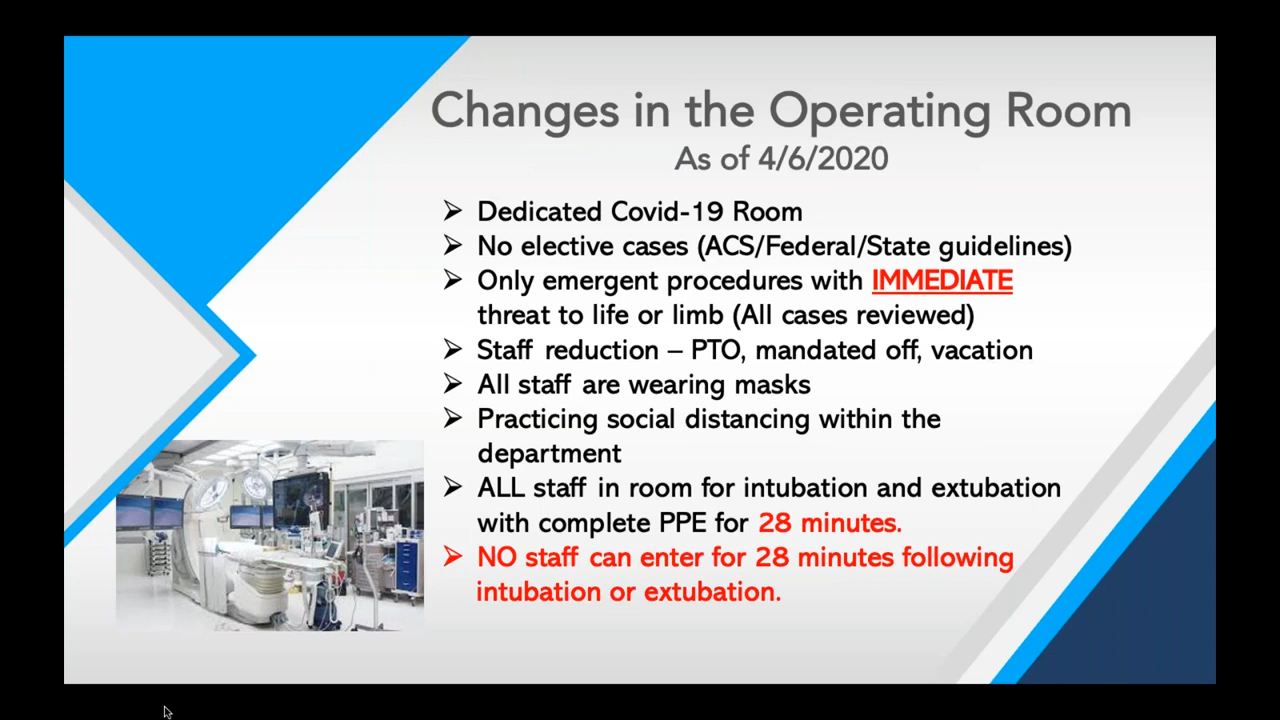 Changes in the Operating Room
As of 4/6/2020
➢ Dedicated Covid-19 Room
➢ No elective cases (ACS/Federal/State guidelines)
➢ Only emergent procedures with IMMEDIATE
threat to life or limb (All cases reviewed)
➢ Staff reduction – PTO, mandated off, vacation
➢ All staff are wearing masks
➢ Practicing social distancing within the
department
➢ ALL staff in room for intubation and extubation
with complete PPE for 28 minutes.
➢ NO staff can enter for 28 minutes following
intubation or extubation.